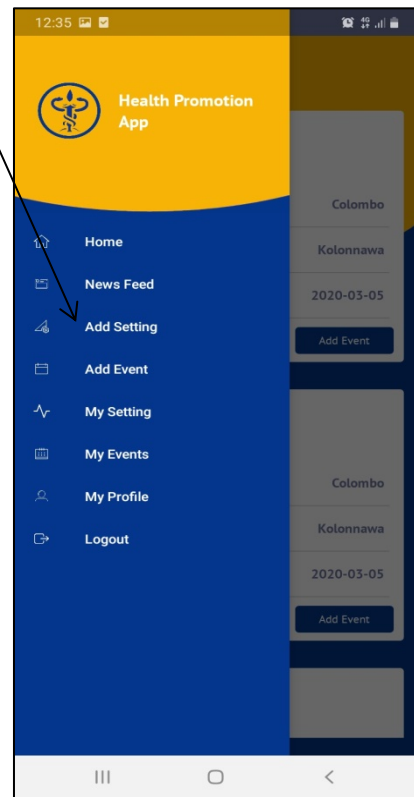 12:35
4G
Health Promotion
App
Home
News Feed
Add Setting
Add Event
My Setting
My Events
My Profile
Logout
Colombo
Kolonnawa
2020-03-05
Add Event
Colombo
Kolonnawa
2020-03-05
Add Event